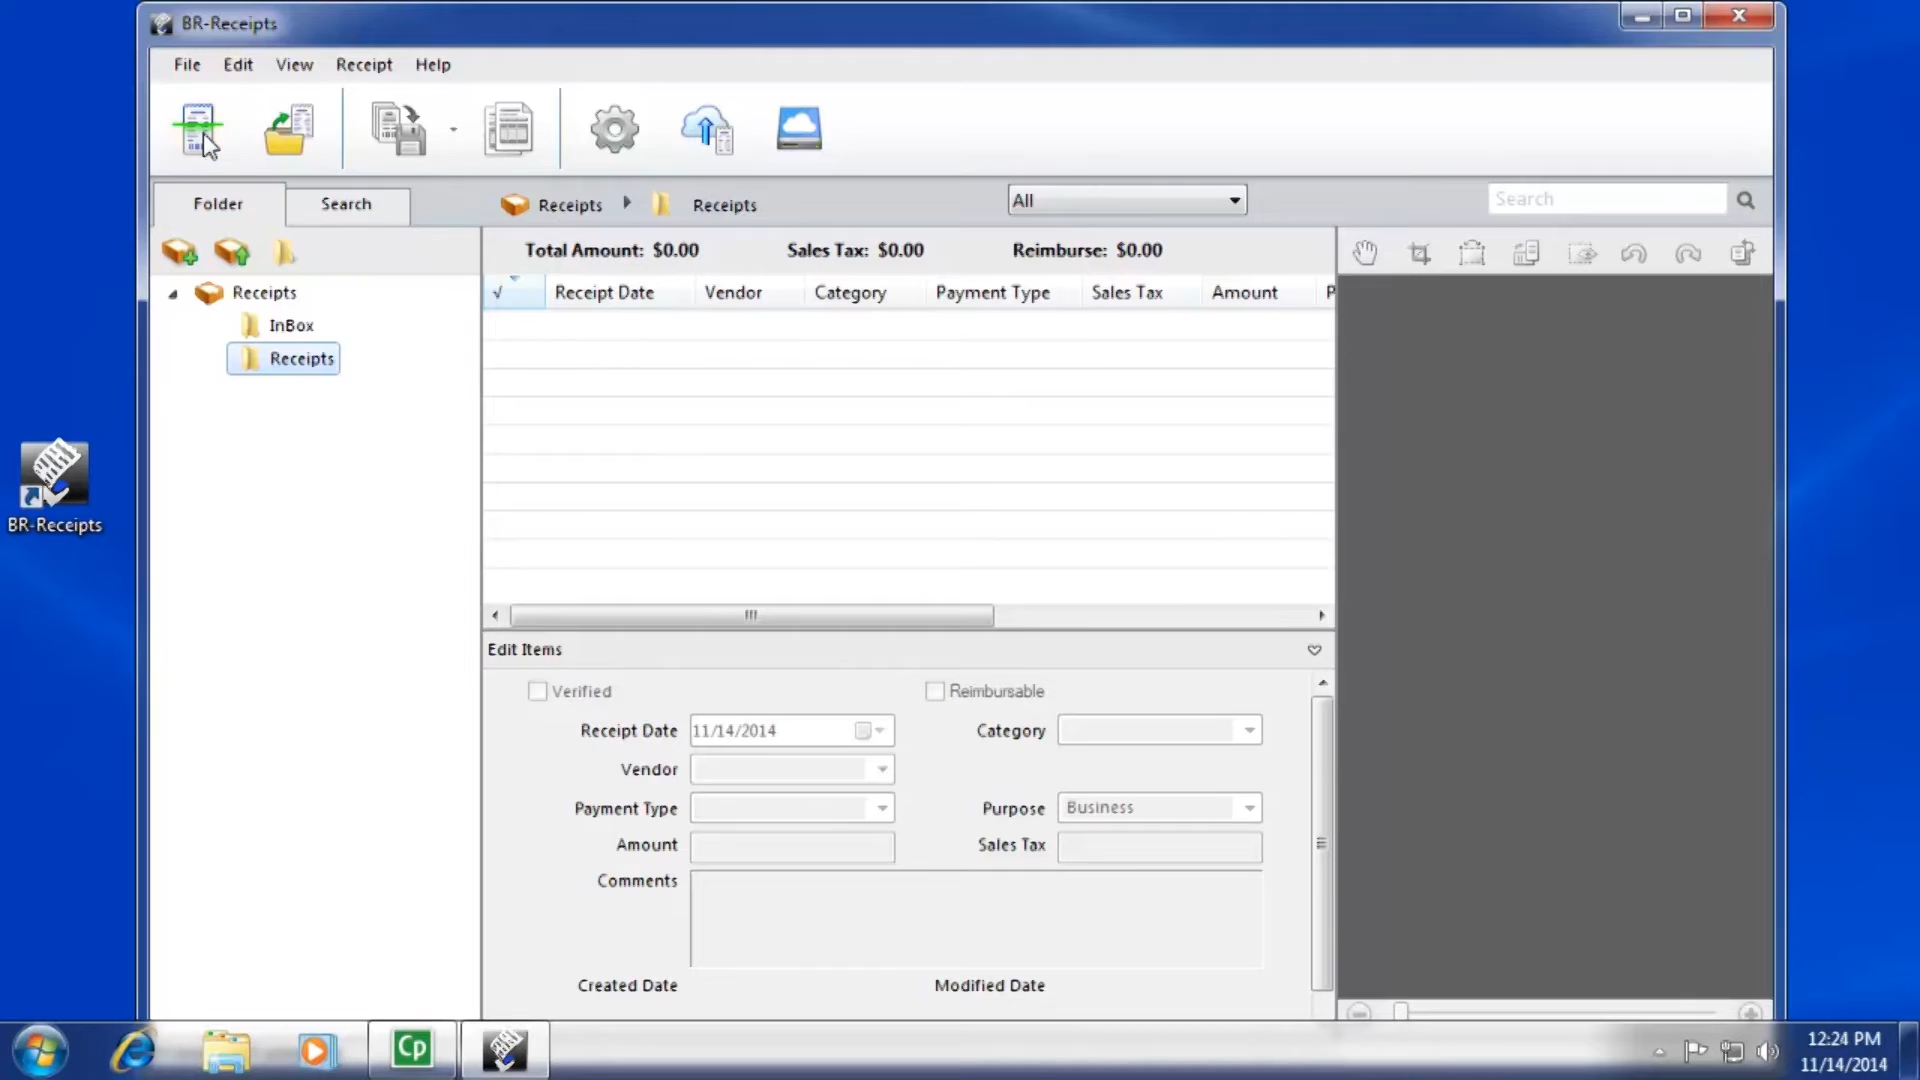 BR-Receipts
File Edit View Receipt Help
Folder Search Receipts Receipts All Search
Total Amount: $0.00 Sales Tax: $0.00 Reimburse: $0.00
√ Receipt Date Vendor Category Payment Type Sales Tax Amount P
Receipts
InBox
Receipts
BR-Receipts
Edit Items
Verified Reimbursable
Receipt Date 11/14/2014 Category
Vendor
Payment Type Purpose Business
Amount Sales Tax
Comments
Created Date Modified Date
Cp
12:24 PM
11/14/2014